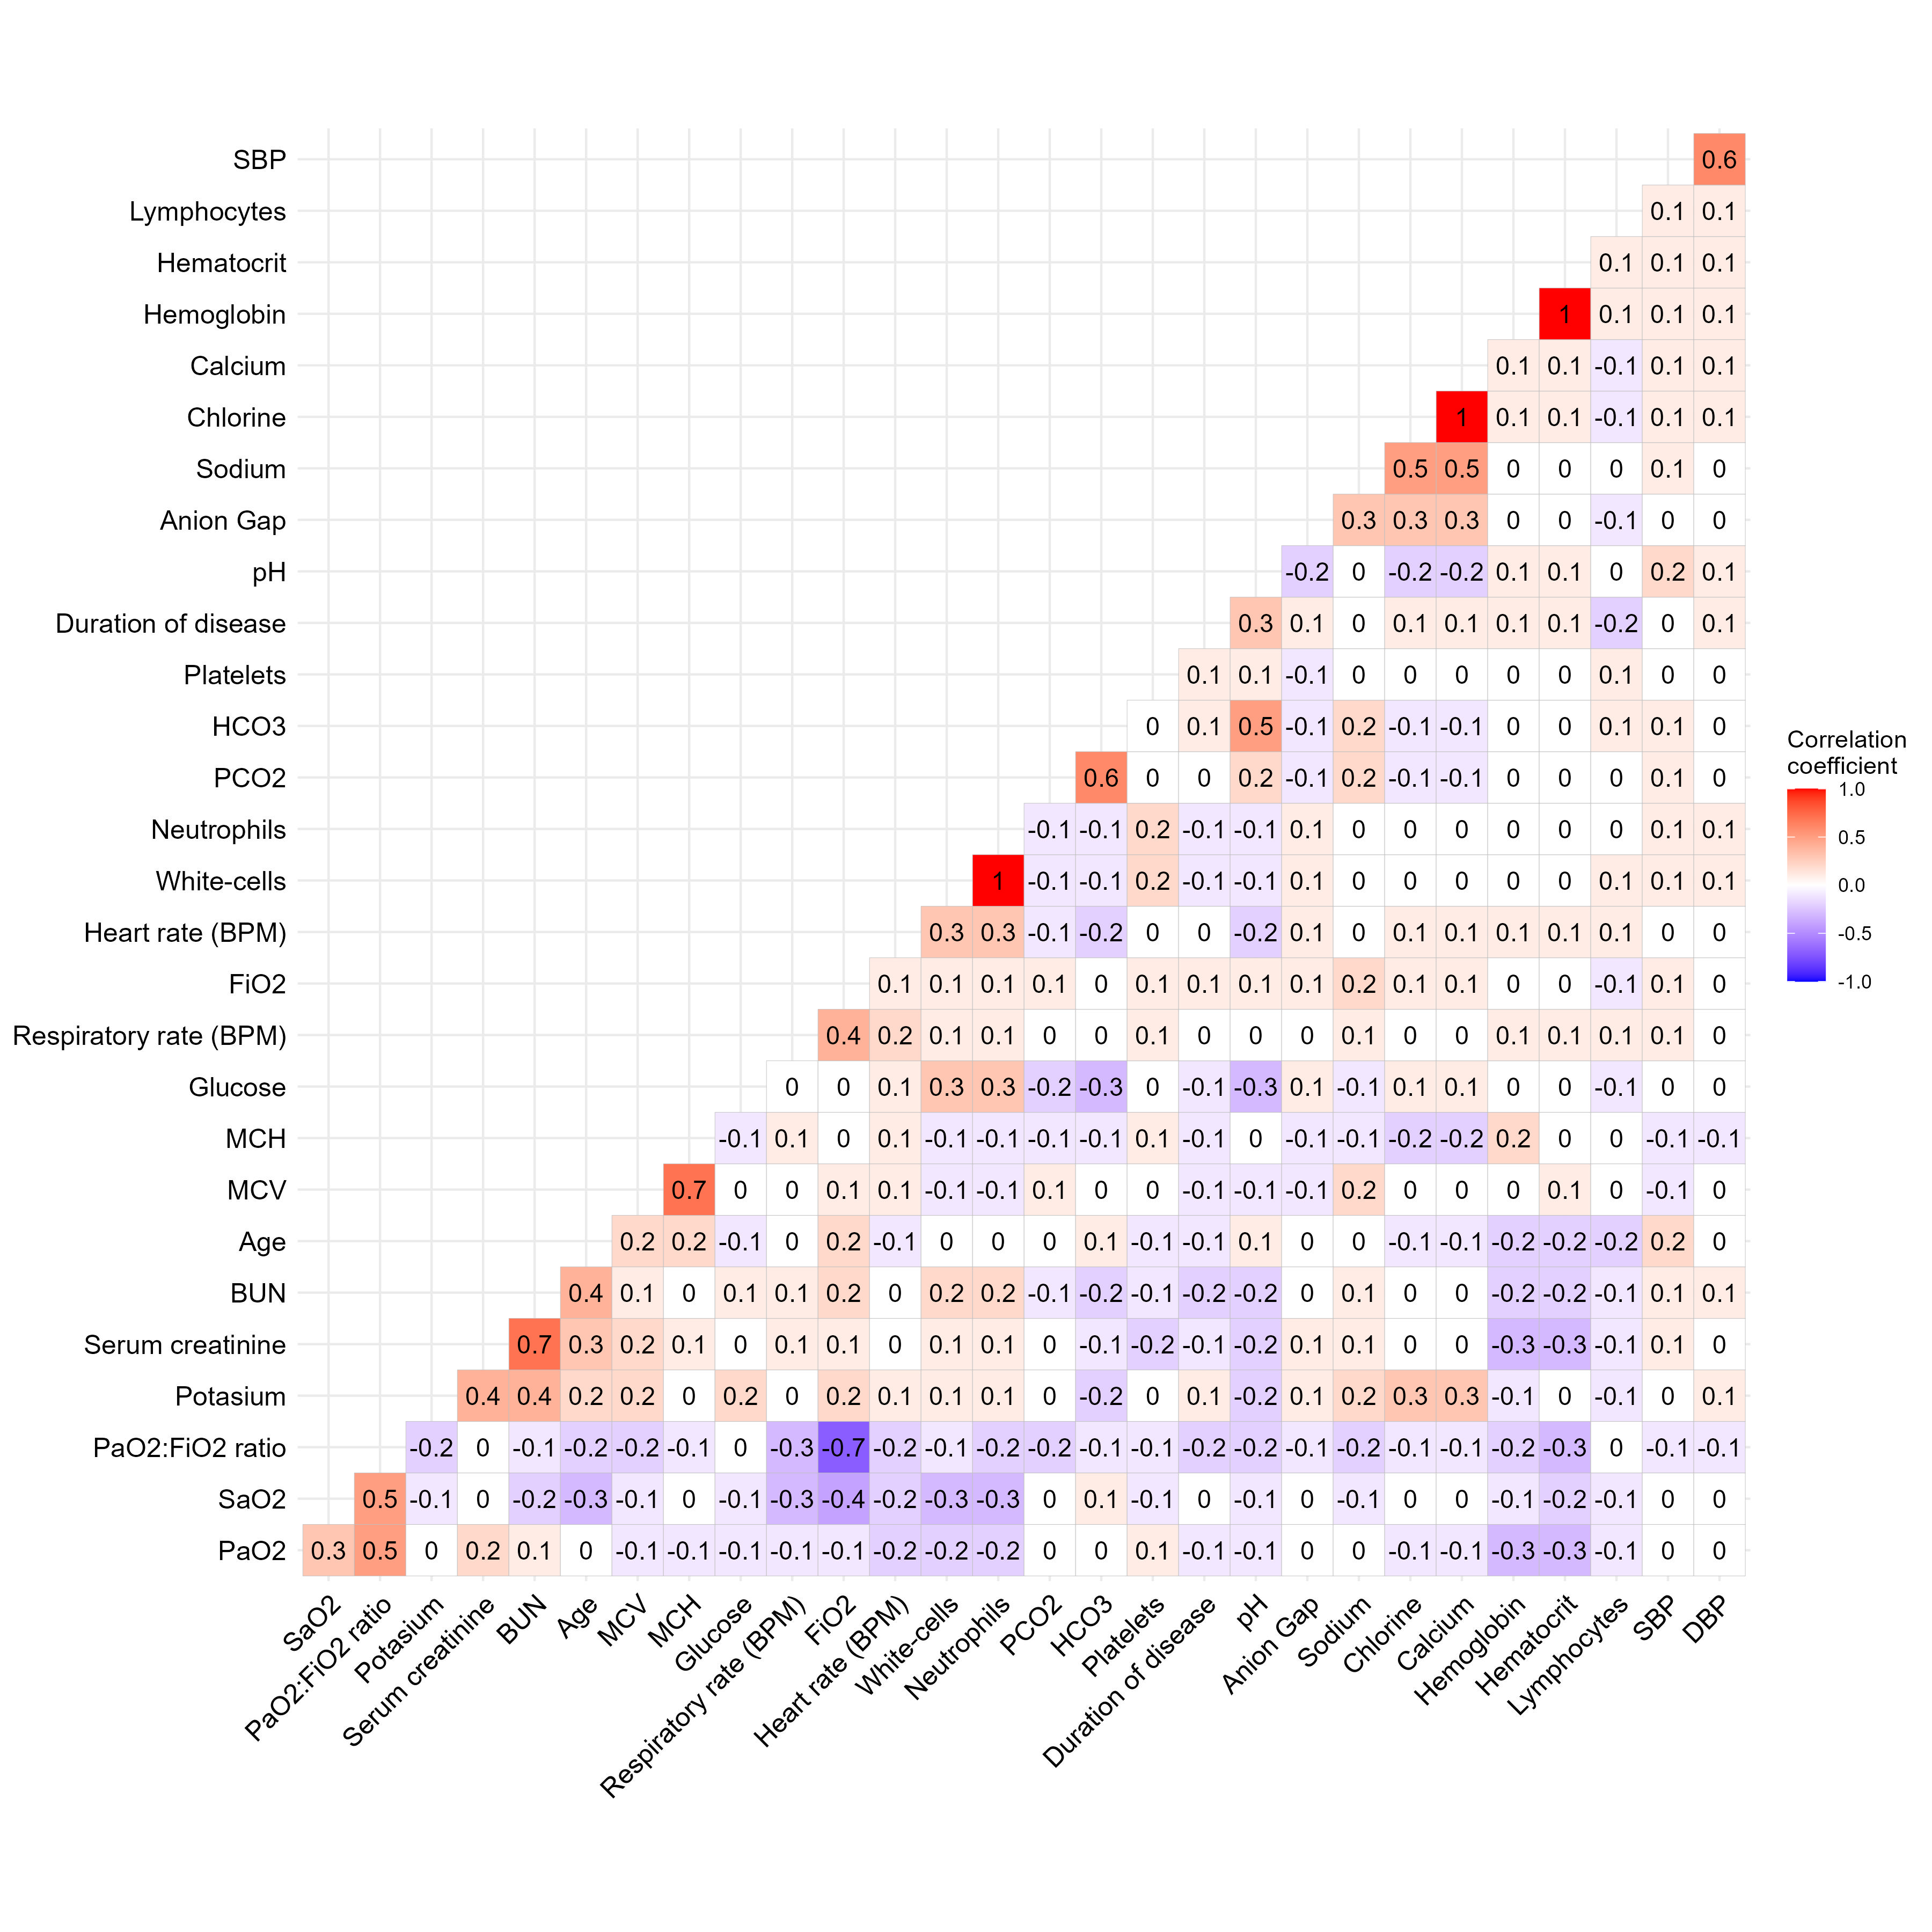 SBP 0.6
Lymphocytes 0.1 0.1
Hematocrit 0.1 0.1 0.1
Hemoglobin 1 0.1 0.1 0.1
Calcium 0.1 0.1 -0.1 0.1 0.1
Chlorine 1 0.1 0.1 -0.1 0.1 0.1
Sodium 0.5 0.5 0 0 0 0.1 0
Anion Gap 0.3 0.3 0.3 0 0 -0.1 0 0
pH -0.2 0 -0.2 -0.2 0.1 0.1 0 0.2 0.1
Duration of disease 0.3 0.1 0 0.1 0.1 0.1 0.1 -0.2 0 0.1
Platelets 0.1 0.1 -0.1 0 0 0 0 0 0.1 0 0
HCO3 0 0.1 0.5 -0.1 0.2 -0.1 -0.1 0 0 0.1 0.1 0
PCO2 0.6 0 0 0.2 -0.1 0.2 -0.1 -0.1 0 0 0 0.1 0
Neutrophils -0.1 -0.1 0.2 -0.1 -0.1 0.1 0 0 0 0 0 0 0.1 0.1
White-cells 1 -0.1 -0.1 0.2 -0.1 -0.1 0.1 0 0 0 0 0 0.1 0.1 0.1
Heart rate (BPM) 0.3 0.3 -0.1 -0.2 0 0 -0.2 0.1 0 0.1 0.1 0.1 0.1 0.1 0 0
FiO2 0.1 0.1 0.1 0.1 0 0.1 0.1 0.1 0.1 0.2 0.1 0.1 0 0 -0.1 0.1 0
Respiratory rate (BPM) 0.4 0.2 0.1 0.1 0 0 0.1 0 0 0 0.1 0 0 0.1 0.1 0.1 0.1 0
Glucose 0 0 0.1 0.3 0.3 -0.2 -0.3 0 -0.1 -0.3 0.1 -0.1 0.1 0.1 0 0 -0.1 0 0
MCH -0.1 0.1 0 0.1 -0.1 -0.1 -0.1 -0.1 0.1 -0.1 0 -0.1 -0.1 -0.2 -0.2 0.2 0 0 -0.1 -0.1
MCV 0.7 0 0 0.1 0.1 -0.1 -0.1 0.1 0 0 -0.1 -0.1 -0.1 0.2 0 0 0 0.1 0 -0.1 0
Age 0.2 0.2 -0.1 0 0.2 -0.1 0 0 0 0.1 -0.1 -0.1 0.1 0 0 -0.1 -0.1 -0.2 -0.2 -0.2 0.2 0
BUN 0.4 0.1 0 0.1 0.1 0.2 0 0.2 0.2 -0.1 -0.2 -0.1 -0.2 -0.2 0 0.1 0 0 -0.2 -0.2 -0.1 0.1 0.1
Serum creatinine 0.7 0.3 0.2 0.1 0 0.1 0.1 0 0.1 0.1 0 -0.1 -0.2 -0.1 -0.2 0.1 0.1 0 0 -0.3 -0.3 -0.1 0.1 0
Potasium 0.4 0.4 0.2 0.2 0 0.2 0 0.2 0.1 0.1 0.1 0 -0.2 0 0.1 -0.2 0.1 0.2 0.3 0.3 -0.1 0 -0.1 0 0.1
PaO2:FiO2 ratio -0.2 0 -0.1 -0.2 -0.2 -0.1 0 -0.3 -0.7 -0.2 -0.1 -0.2 -0.2 -0.1 -0.1 -0.2 -0.2 -0.1 -0.2 -0.1 -0.1 -0.2 -0.3 0 -0.1 -0.1
SaO2 0.5 -0.1 0 -0.2 -0.3 -0.1 0 -0.1 -0.3 -0.4 -0.2 -0.3 -0.3 0 0.1 -0.1 0 -0.1 0 -0.1 0 0 -0.1 -0.2 -0.1 0 0
PaO2 0.3 0.5 0 0.2 0.1 0 -0.1 -0.1 -0.1 -0.1 -0.1 -0.2 -0.2 -0.2 0 0 0.1 -0.1 -0.1 0 0 -0.1 -0.1 -0.3 -0.3 -0.1 0 0
SaO2
PaO2:FiO2 ratio
Potasium
Serum creatinine
BUN
Age
MCV
MCH
Glucose
Respiratory rate (BPM)
FiO2
Heart rate (BPM)
White-cells
Neutrophils
PCO2
HCO3
Platelets
Duration of disease
pH
Anion Gap
Sodium
Chlorine
Calcium
Hemoglobin
Hematocrit
Lymphocytes
SBP
DBP
Correlation
coefficient
1.0
0.5
0.0
-0.5
-1.0